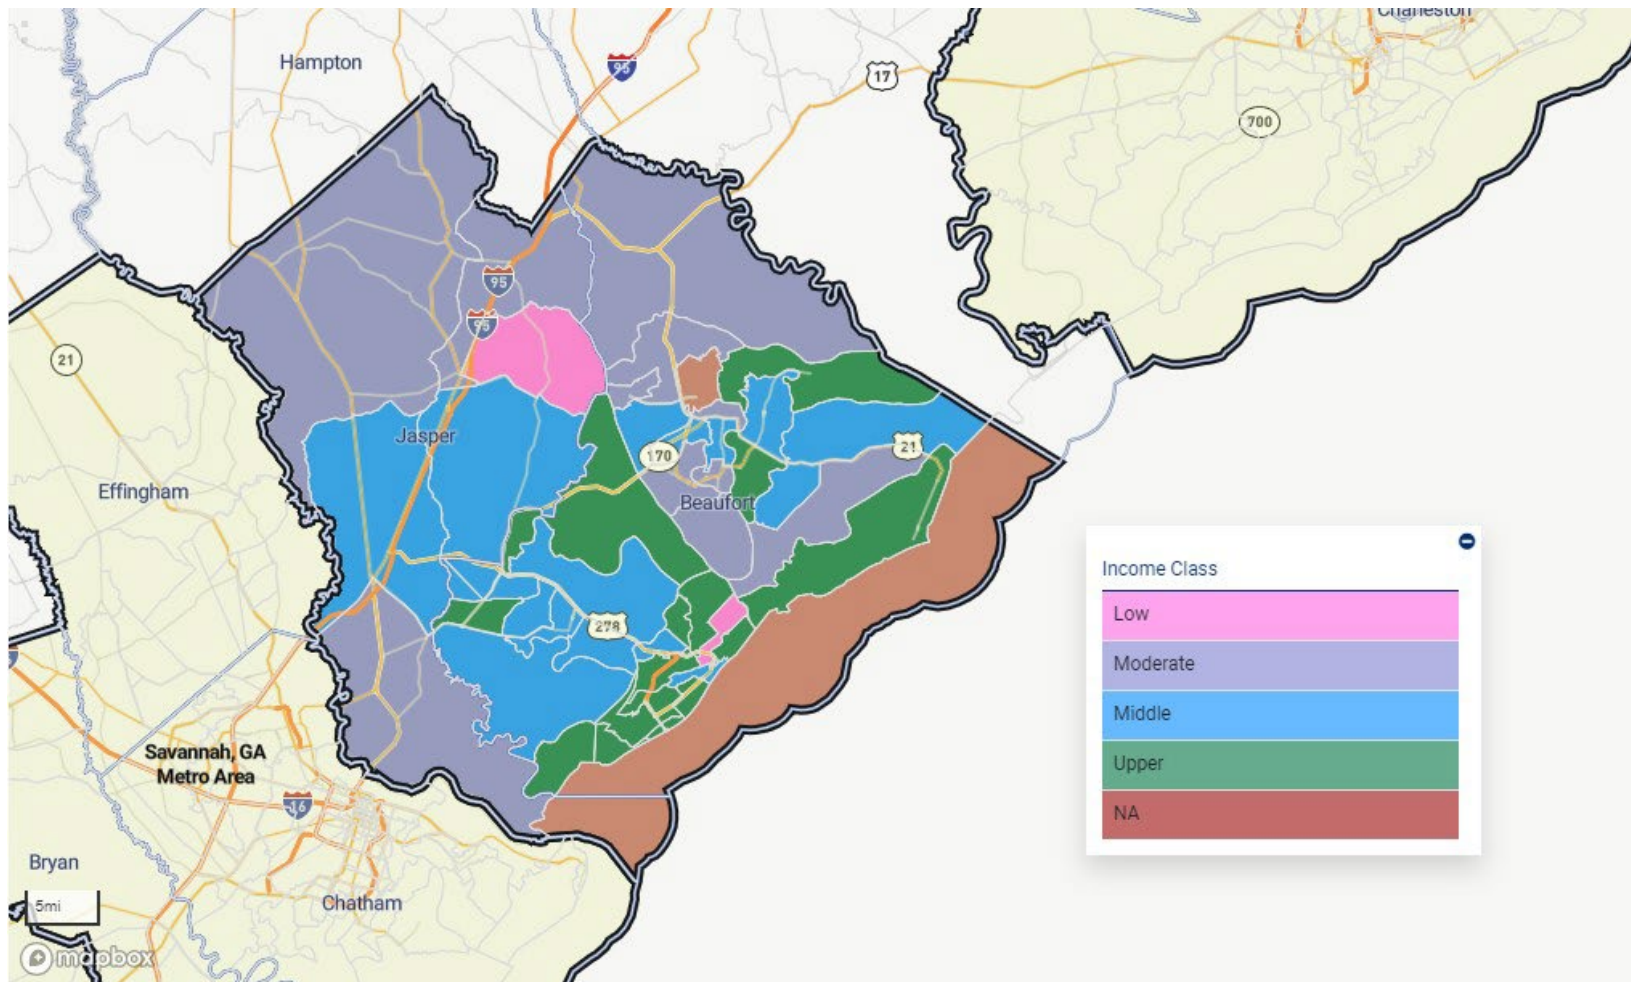 Charleston
Hampton
95
17
700
95
95
21
Jasper
170
21
Effingham
Beaufort
Income Class
Low
278
Moderate
Middle
Savannah, GA
Metro Area
Upper
16
NA
Bryan
Chatham
5mi
mapbox